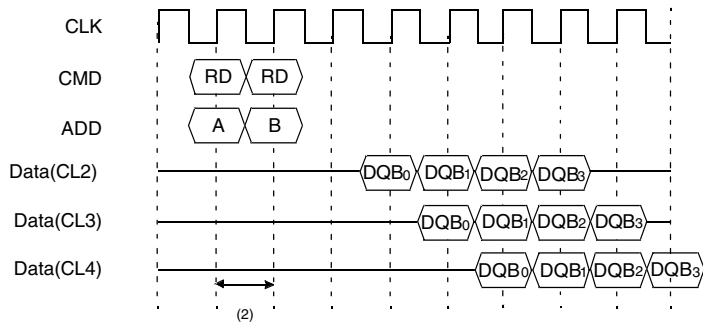 CLK
CMD RD RD
ADD A B
Data(CL2) DQB0 DQB1 DQB2 DQB3
Data(CL3) DQB0 DQB1 DQB2 DQB3
Data(CL4) DQB0 DQB1 DQB2 DQB3
(2)